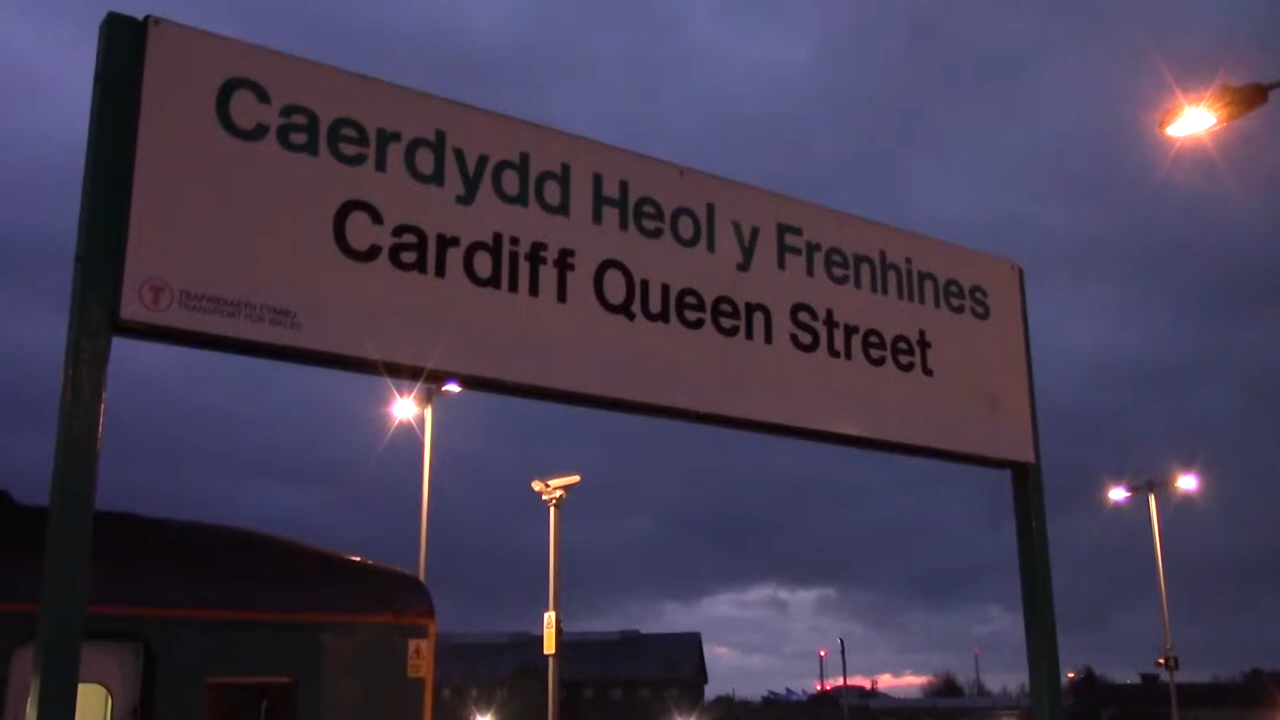 Caerdydd Heol y Frenhines
Cardiff Queen Street
T
TRAFNIDIAETH CYMRU
TRANSPORT FOR WALES